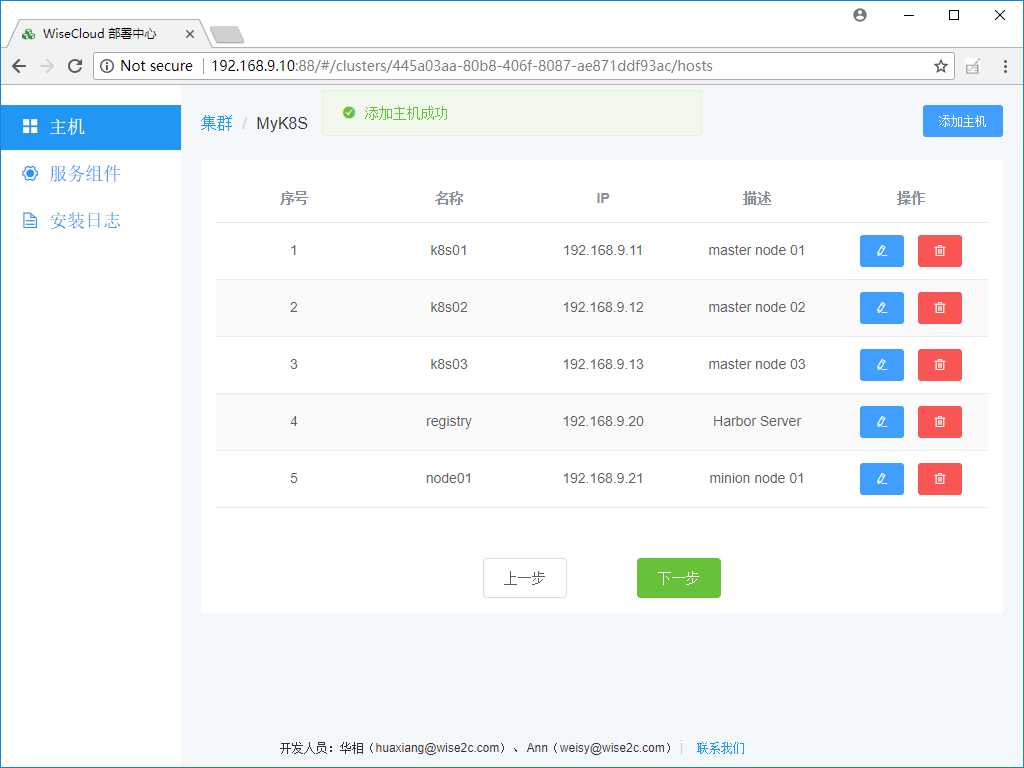 WiseCloud 部署中心
Not secure 192.168.9.10:88/#/clusters/445a03aa-80b8-406f-8087-ae871ddf93ac/hosts
主机
服务组件
安装日志
集群 / MyK8S
添加主机成功
添加主机
序号 名称 IP 描述 操作
1 k8s01 192.168.9.11 master node 01
2 k8s02 192.168.9.12 master node 02
3 k8s03 192.168.9.13 master node 03
4 registry 192.168.9.20 Harbor Server
5 node01 192.168.9.21 minion node 01
上一步 下一步
开发人员：华相（huaxiang@wise2c.com）、Ann（weisy@wise2c.com） 联系我们